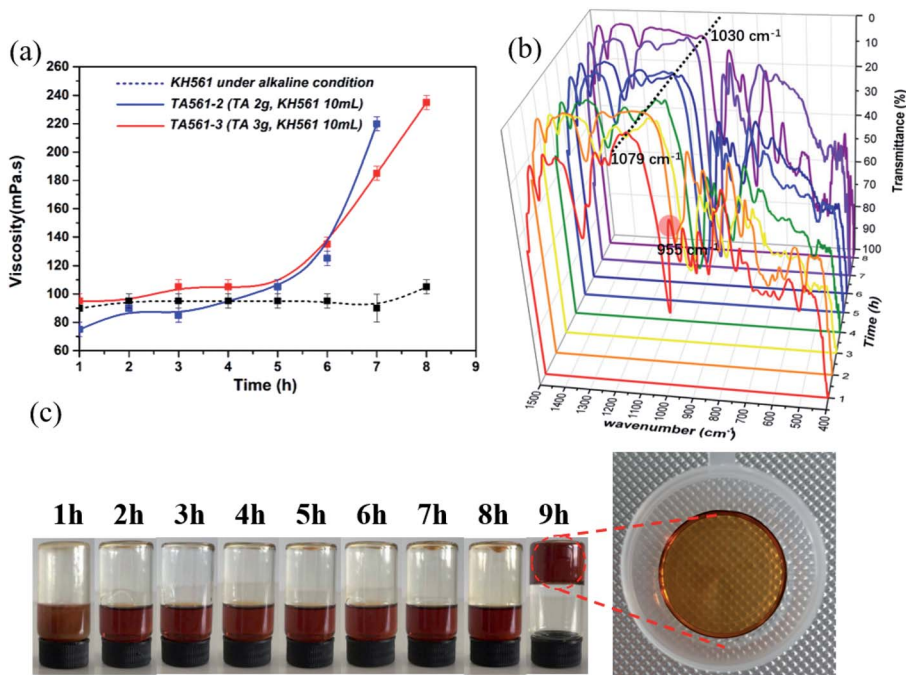 (a)
260
240
220
200
180
160
140
120
100
80
60
Viscosity(mPa.s)
KH561 under alkaline condition
TA561-2 (TA 2g, KH561 10mL)
TA561-3 (TA 3g, KH561 10mL)
1 2 3 4 5 6 7 8 9
Time (h)
(b)
1030 cm⁻¹
1079 cm⁻¹
955 cm⁻¹
0
10
20
30
40
50
60
70
80
90
100
Transmittance (%)
8
7
6
5
4
3
2
1
Time (h)
1500 1400 1300 1200 1100 1000 900 800 700 600 500 400
wavenumber (cm⁻¹)
(c)
1h 2h 3h 4h 5h 6h 7h 8h 9h